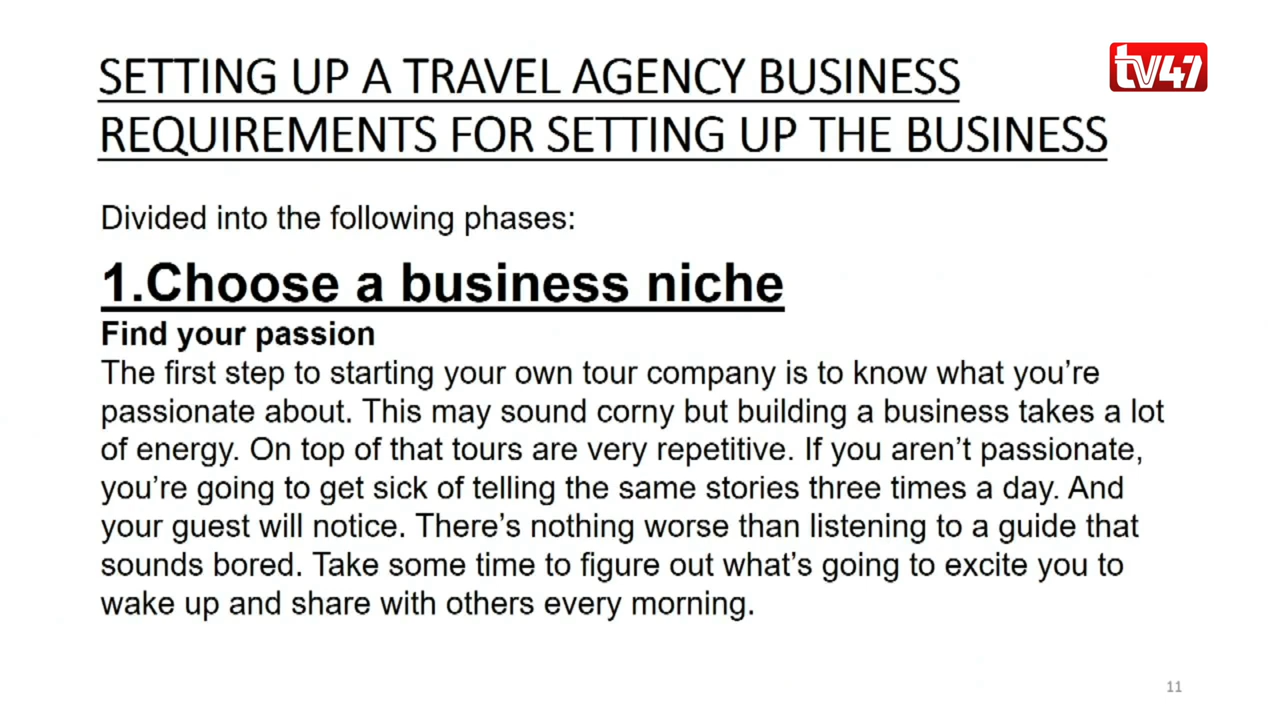 SETTING UP A TRAVEL AGENCY BUSINESS
REQUIREMENTS FOR SETTING UP THE BUSINESS
tv47
Divided into the following phases:
1.Choose a business niche
Find your passion
The first step to starting your own tour company is to know what you’re
passionate about. This may sound corny but building a business takes a lot
of energy. On top of that tours are very repetitive. If you aren’t passionate,
you’re going to get sick of telling the same stories three times a day. And
your guest will notice. There’s nothing worse than listening to a guide that
sounds bored. Take some time to figure out what’s going to excite you to
wake up and share with others every morning.
11